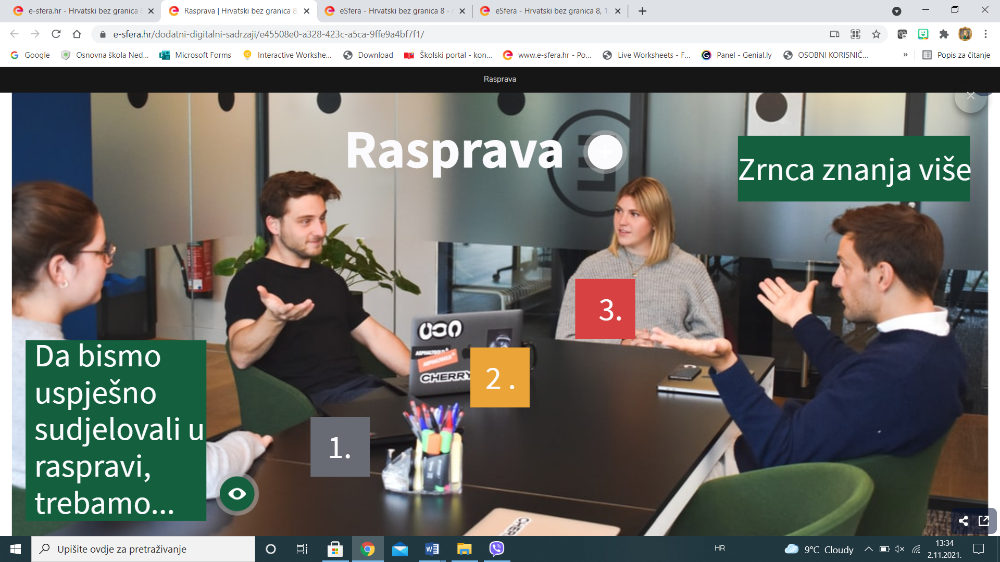 e-sfera.hr - Hrvatski bez granica 8
Rasprava | Hrvatski bez granica 8
eSfera - Hrvatski bez granica 8 -
eSfera - Hrvatski bez granica 8, 1.
e-sfera.hr/dodatni-digitalni-sadrzaji/e45508e0-a328-423c-a5ca-9ffe9a4bf7f1/
Google
Osnovna škola Ned...
Microsoft Forms
Interactive Workshe...
Download
Školski portal - kon...
www.e-sfera.hr - Po...
Live Worksheets - F...
Panel - Genial.ly
OSOBNI KORISNIČ...
»
Popis za čitanje
Rasprava
Rasprava
Zrnca znanja više
3.
2 .
1.
ASPHALTGOLD
CHERRY
Da bismo
uspješno
sudjelovali u
raspravi,
trebamo...
Upišite ovdje za pretraživanje
HR
9°C Cloudy
13:34
2.11.2021.